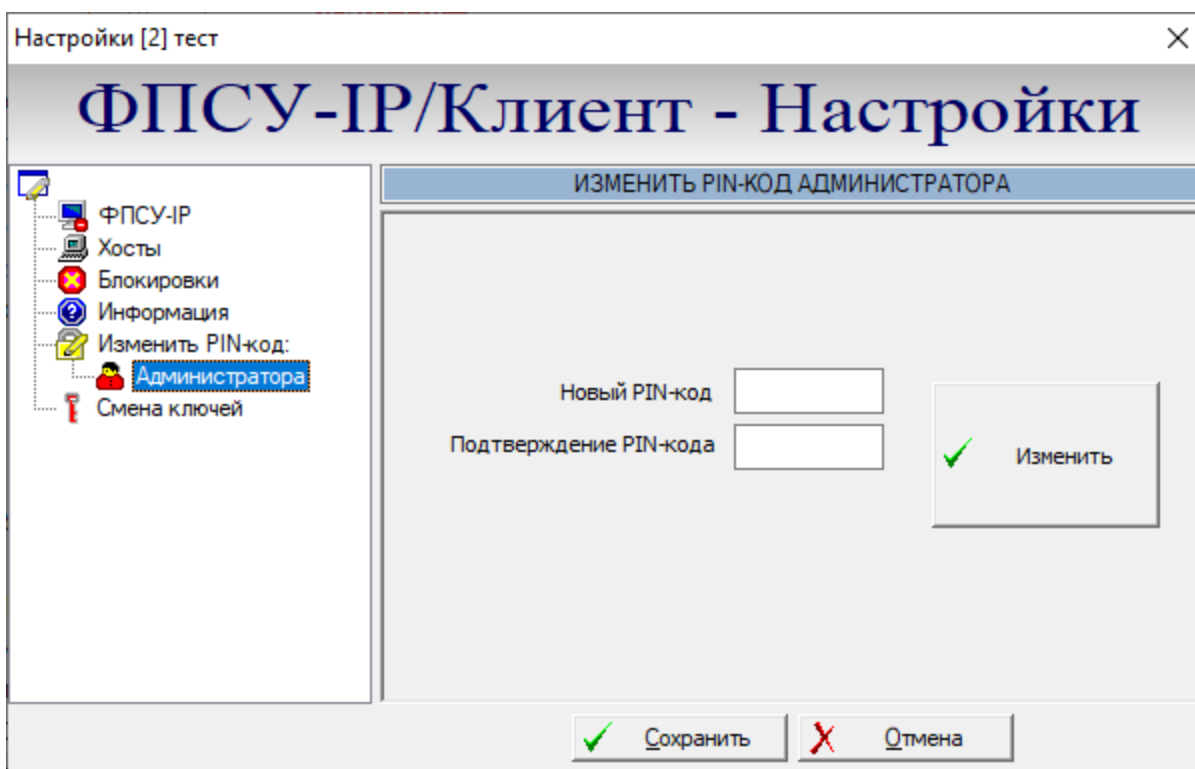 Настройки [2] тест
ФПСУ-IP/Клиент - Настройки
ФПСУ-IP
Хосты
Блокировки
Информация
Изменить PIN-код:
Администратора
Смена ключей
ИЗМЕНИТЬ PIN-КОД АДМИНИСТРАТОРА
Новый PIN-код
Подтверждение PIN-кода
Изменить
Сохранить
Отмена